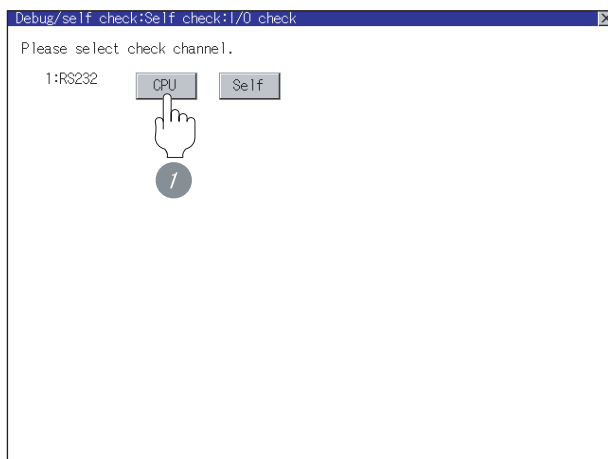 Debug/self check:Self check:I/O check
Please select check channel.
1:RS232 CPU Self
1